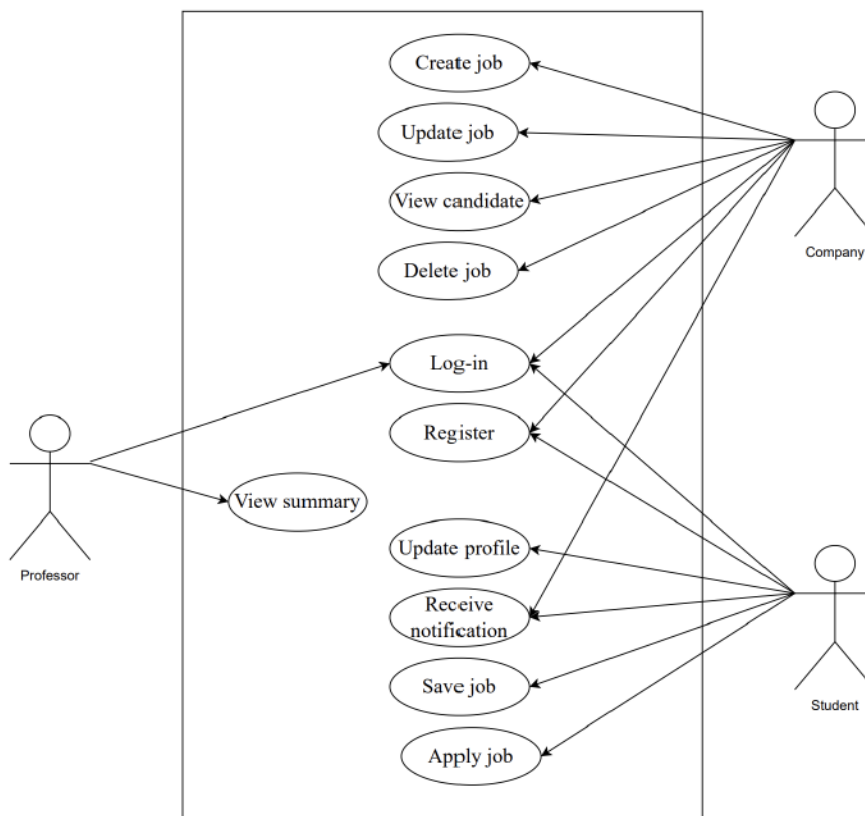 Create job
Update job
View candidate
Company
Delete job
Log-in
Register
View summary
Professor
Update profile
Receive
notification
Save job
Student
Apply job